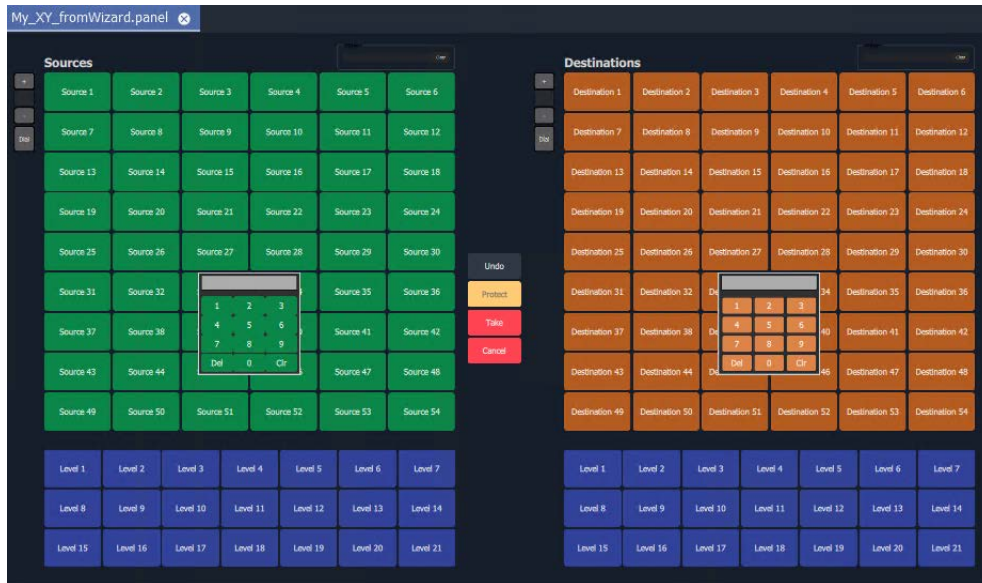 My_XY_fromWizard.panel
Sources
Clear
Destinations
Clear
+
Source 1 Source 2 Source 3 Source 4 Source 5 Source 6
+
Destination 1 Destination 2 Destination 3 Destination 4 Destination 5 Destination 6
-
Dial
Source 7 Source 8 Source 9 Source 10 Source 11 Source 12
-
Dial
Destination 7 Destination 8 Destination 9 Destination 10 Destination 11 Destination 12
Source 13 Source 14 Source 15 Source 16 Source 17 Source 18
Destination 13 Destination 14 Destination 15 Destination 16 Destination 17 Destination 18
Source 19 Source 20 Source 21 Source 22 Source 23 Source 24
Destination 19 Destination 20 Destination 21 Destination 22 Destination 23 Destination 24
Source 25 Source 26 Source 27 Source 28 Source 29 Source 30
Destination 25 Destination 26 Destination 27 Destination 28 Destination 29 Destination 30
Undo
Source 31 Source 32 Source 35 Source 36
Protect
Destination 31 Destination 32 34 Destination 35 Destination 36
1 2 3
1 2 3
Source 37 Source 38 Source 41 Source 42
Take
Destination 37 Destination 38 40 Destination 41 Destination 42
4 5 6
4 5 6
7 8 9
7 8 9
Cancel
Source 43 Source 44 Source 47 Source 48
Destination 43 Destination 44 46 Destination 47 Destination 48
Del 0 Clr
Del 0 Clr
Source 49 Source 50 Source 51 Source 52 Source 53 Source 54
Destination 49 Destination 50 Destination 51 Destination 52 Destination 53 Destination 54
Level 1 Level 2 Level 3 Level 4 Level 5 Level 6 Level 7
Level 1 Level 2 Level 3 Level 4 Level 5 Level 6 Level 7
Level 8 Level 9 Level 10 Level 11 Level 12 Level 13 Level 14
Level 8 Level 9 Level 10 Level 11 Level 12 Level 13 Level 14
Level 15 Level 16 Level 17 Level 18 Level 19 Level 20 Level 21
Level 15 Level 16 Level 17 Level 18 Level 19 Level 20 Level 21